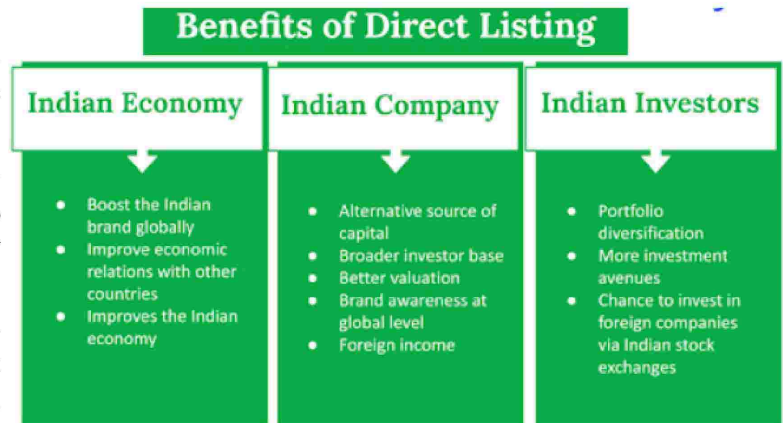 Benefits of Direct Listing
Indian Economy
• Boost the Indian
brand globally
• Improve economic
relations with other
countries
• Improves the Indian
economy
Indian Company
• Alternative source of
capital
• Broader investor base
• Better valuation
• Brand awareness at
global level
• Foreign income
Indian Investors
• Portfolio
diversification
• More investment
avenues
• Chance to invest in
foreign companies
via Indian stock
exchanges